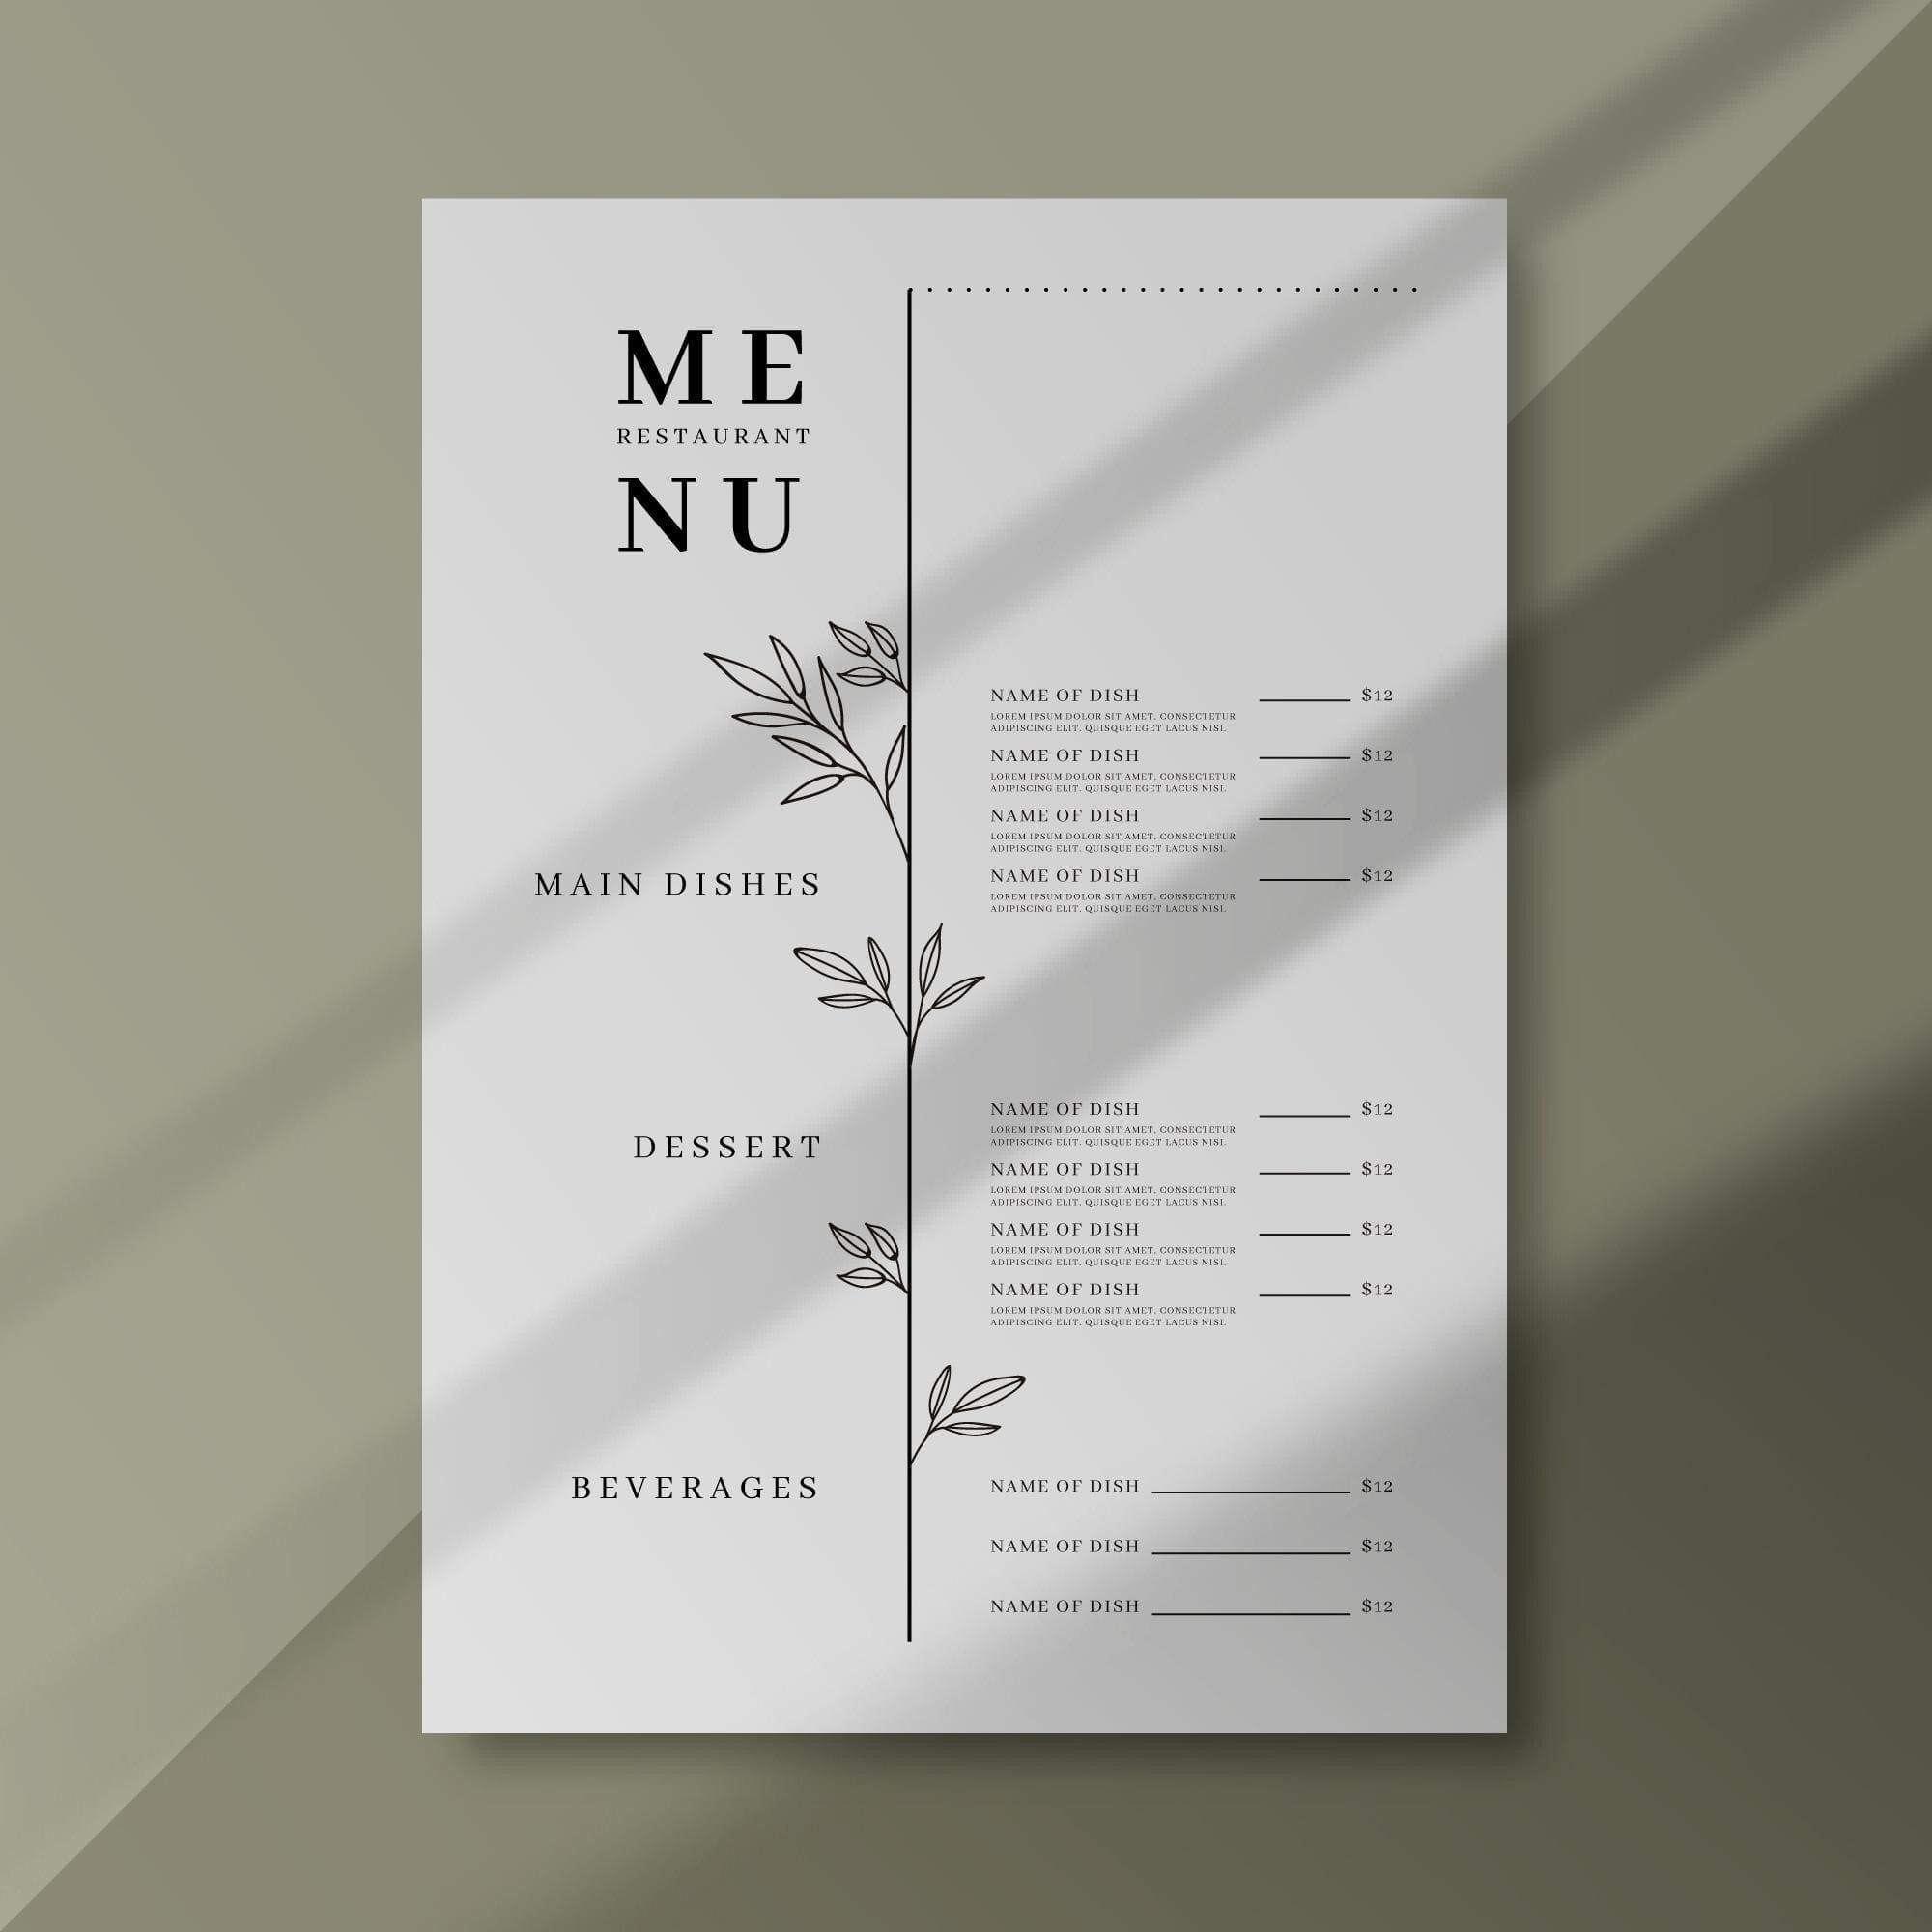 ME
RESTAURANT
NU
MAIN DISHES
NAME OF DISH $12
LOREM IPSUM DOLOR SIT AMET, CONSECTETUR
ADIPISCING ELIT. QUISQUE EGET LACUS NISI.
NAME OF DISH $12
LOREM IPSUM DOLOR SIT AMET, CONSECTETUR
ADIPISCING ELIT. QUISQUE EGET LACUS NISI.
NAME OF DISH $12
LOREM IPSUM DOLOR SIT AMET, CONSECTETUR
ADIPISCING ELIT. QUISQUE EGET LACUS NISI.
NAME OF DISH $12
LOREM IPSUM DOLOR SIT AMET, CONSECTETUR
ADIPISCING ELIT. QUISQUE EGET LACUS NISI.
DESSERT
NAME OF DISH $12
LOREM IPSUM DOLOR SIT AMET, CONSECTETUR
ADIPISCING ELIT. QUISQUE EGET LACUS NISI.
NAME OF DISH $12
LOREM IPSUM DOLOR SIT AMET, CONSECTETUR
ADIPISCING ELIT. QUISQUE EGET LACUS NISI.
NAME OF DISH $12
LOREM IPSUM DOLOR SIT AMET, CONSECTETUR
ADIPISCING ELIT. QUISQUE EGET LACUS NISI.
NAME OF DISH $12
LOREM IPSUM DOLOR SIT AMET, CONSECTETUR
ADIPISCING ELIT. QUISQUE EGET LACUS NISI.
BEVERAGES
NAME OF DISH $12
NAME OF DISH $12
NAME OF DISH $12